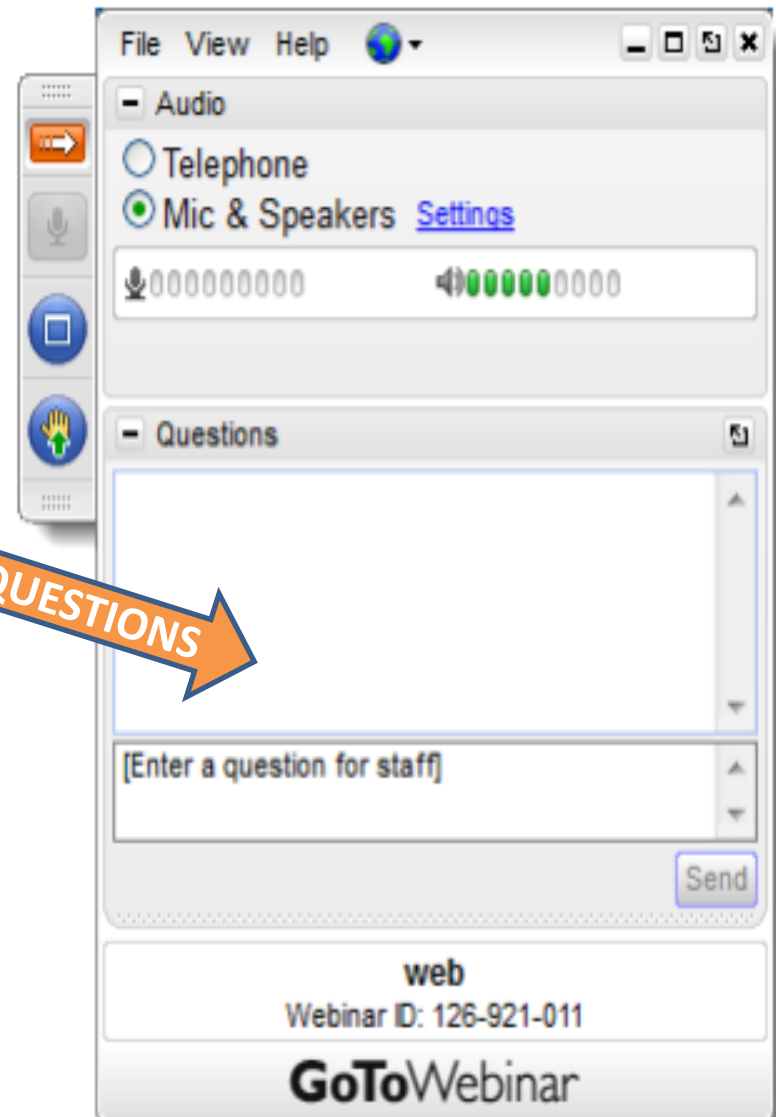 File View Help
Audio
Telephone
Mic & Speakers Settings
Questions
QUESTIONS
[Enter a question for staff]
Send
web
Webinar ID: 126-921-011
GoToWebinar